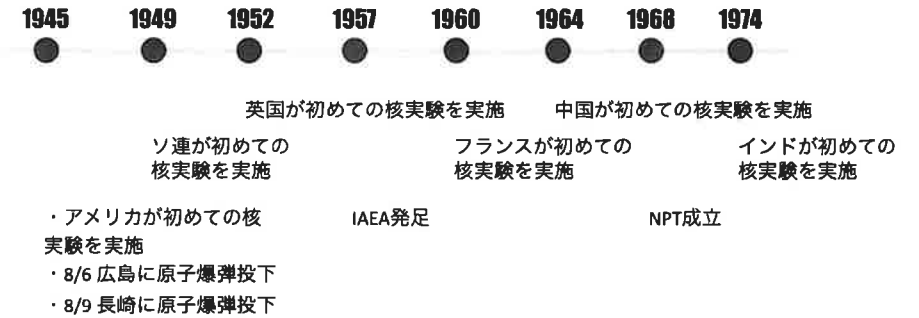 1945 1949 1952 1957 1960 1964 1968 1974
英国が初めての核実験を実施 中国が初めての核実験を実施
ソ連が初めての フランスが初めての インドが初めての
核実験を実施 核実験を実施 核実験を実施
・アメリカが初めての核 IAEA発足 NPT成立
実験を実施
・8/6 広島に原子爆弾投下
・8/9 長崎に原子爆弾投下